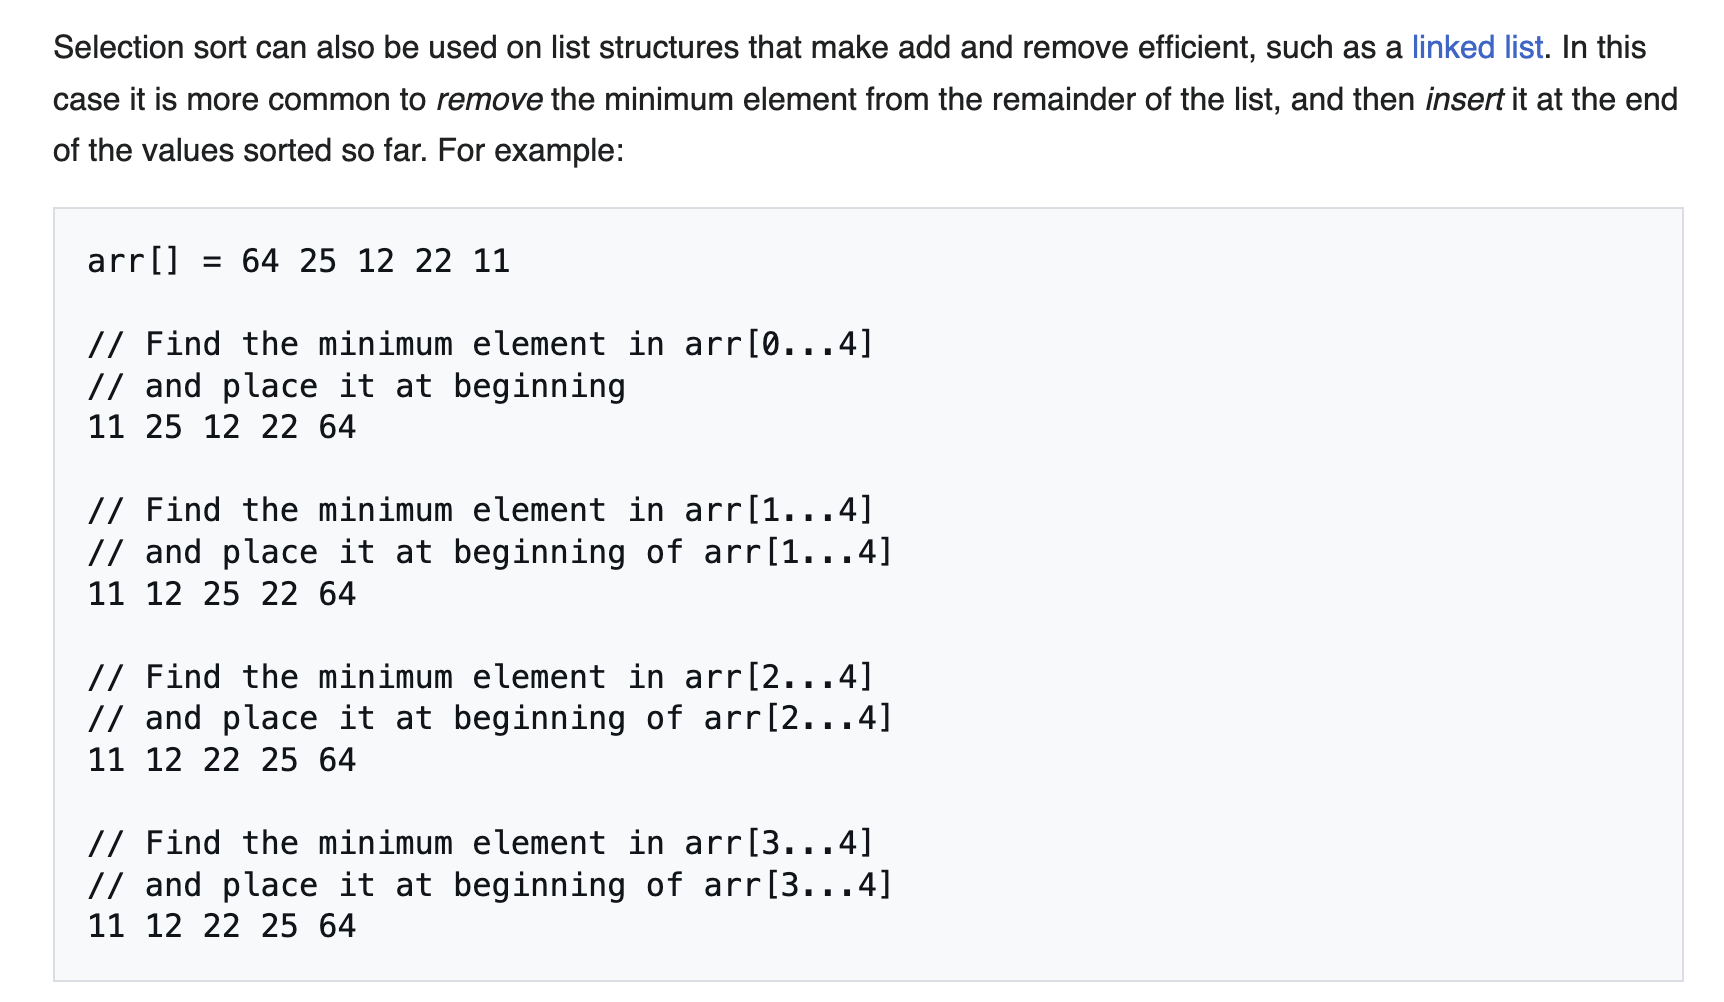 Selection sort can also be used on list structures that make add and remove efficient, such as a linked list. In this
case it is more common to remove the minimum element from the remainder of the list, and then insert it at the end
of the values sorted so far. For example:
arr[] = 64 25 12 22 11
// Find the minimum element in arr[0...4]
// and place it at beginning
11 25 12 22 64
// Find the minimum element in arr[1...4]
// and place it at beginning of arr[1...4]
11 12 25 22 64
// Find the minimum element in arr[2...4]
// and place it at beginning of arr[2...4]
11 12 22 25 64
// Find the minimum element in arr[3...4]
// and place it at beginning of arr[3...4]
11 12 22 25 64